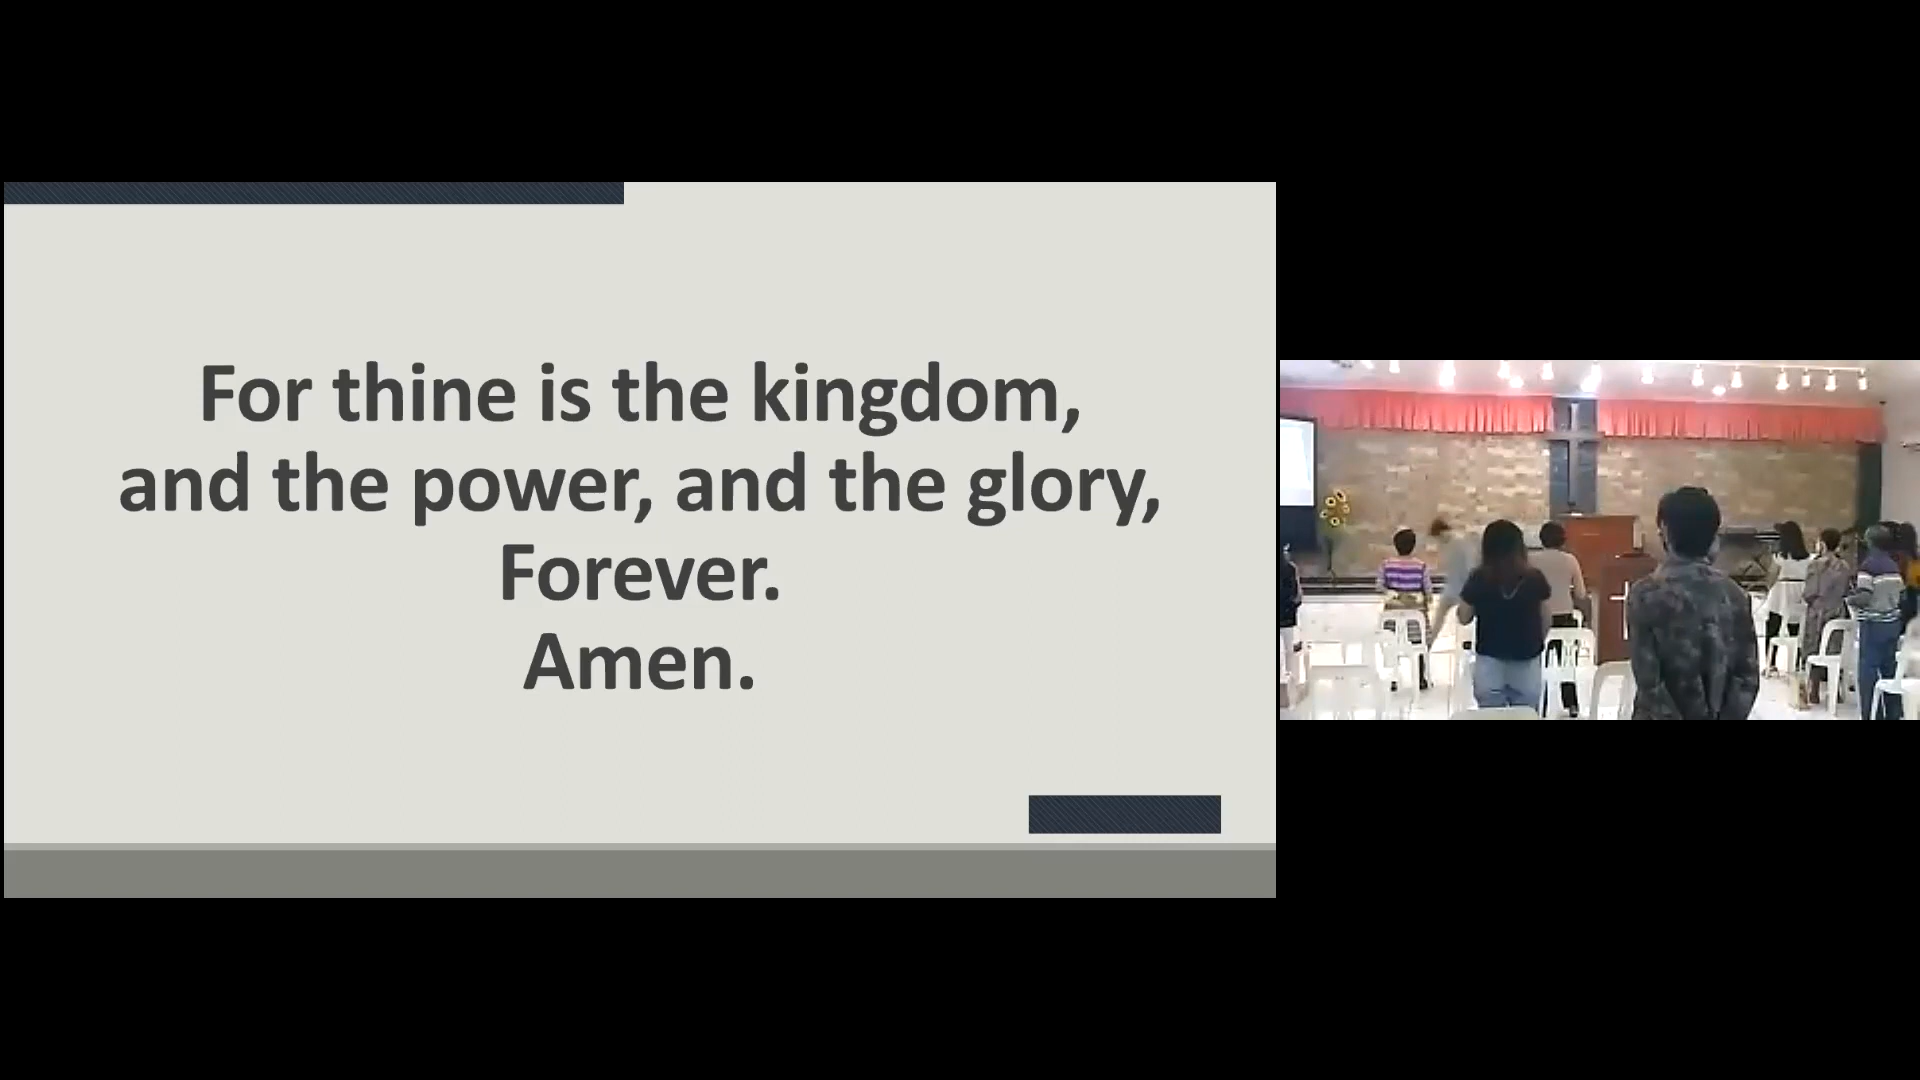 For thine is the kingdom,
and the power, and the glory,
Forever.
Amen.